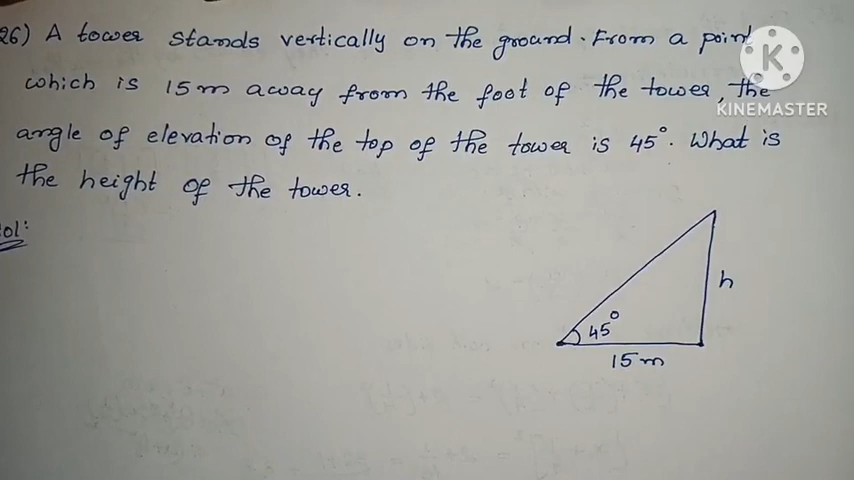 26) A tower stands vertically on the ground. From a point
which is 15m away from the foot of the tower, the
angle of elevation of the top of the tower is 45°. What is
the height of the tower.
ol:
h
45°
15m
K
KINEMASTER